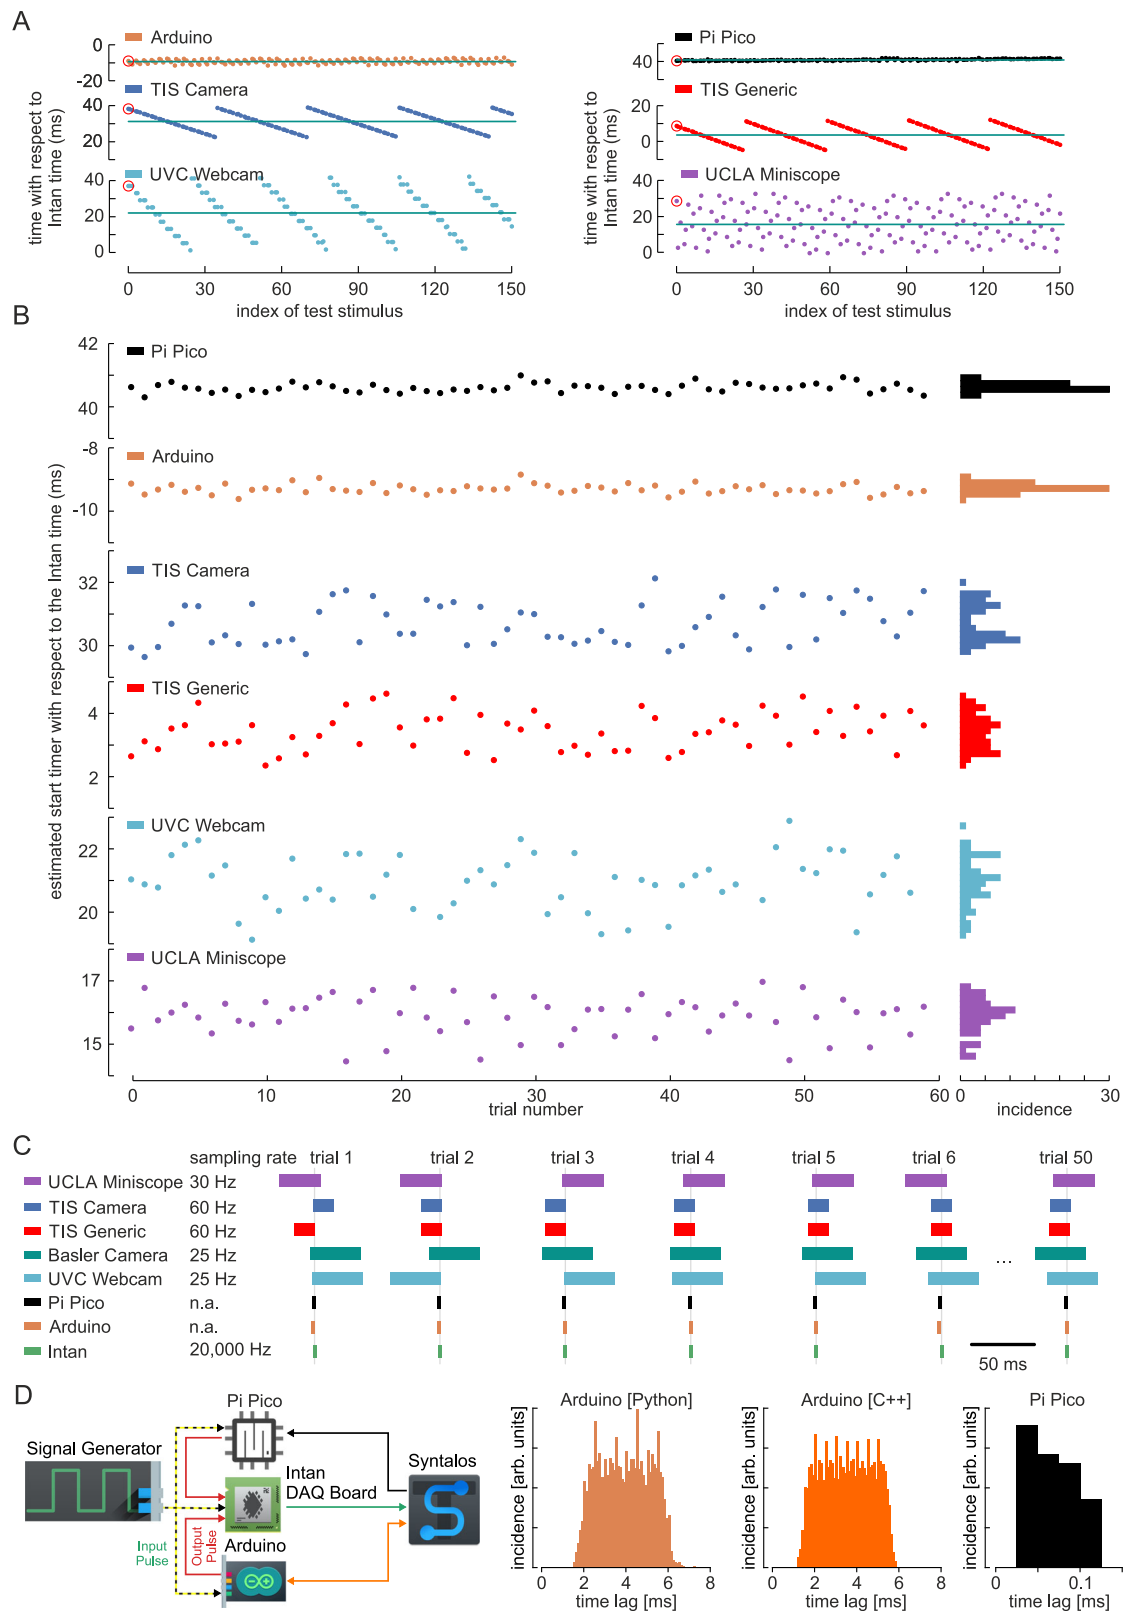 A
Arduino
0
-20
TIS Camera
40
20
UVC Webcam
40
20
0
time with respect to
Intan time (ms)
0 30 60 90 120 150
index of test stimulus
Pi Pico
40
TIS Generic
20
0
UCLA Miniscope
40
20
0
time with respect to
Intan time (ms)
0 30 60 90 120 150
index of test stimulus
B
estimated start timer with respect to the Intan time (ms)
42
Pi Pico
40
-8
Arduino
-10
TIS Camera
32
30
TIS Generic
4
2
UVC Webcam
22
20
UCLA Miniscope
17
15
0 10 20 30 40 50 60
trial number
0 30
incidence
C
sampling rate trial 1 trial 2 trial 3 trial 4 trial 5 trial 6 trial 50
UCLA Miniscope 30 Hz
TIS Camera 60 Hz
TIS Generic 60 Hz
Basler Camera 25 Hz
...
UVC Webcam 25 Hz
Pi Pico n.a.
Arduino n.a.
Intan 20,000 Hz
50 ms
D
Pi Pico
Signal Generator
Intan
DAQ Board
Syntalos
Arduino
Input
Pulse
Output
Pulse
Arduino [Python]
incidence [arb. units]
0 2 4 6 8
time lag [ms]
Arduino [C++]
incidence [arb. units]
0 2 4 6 8
time lag [ms]
Pi Pico
incidence [arb. units]
0 0.1
time lag [ms]